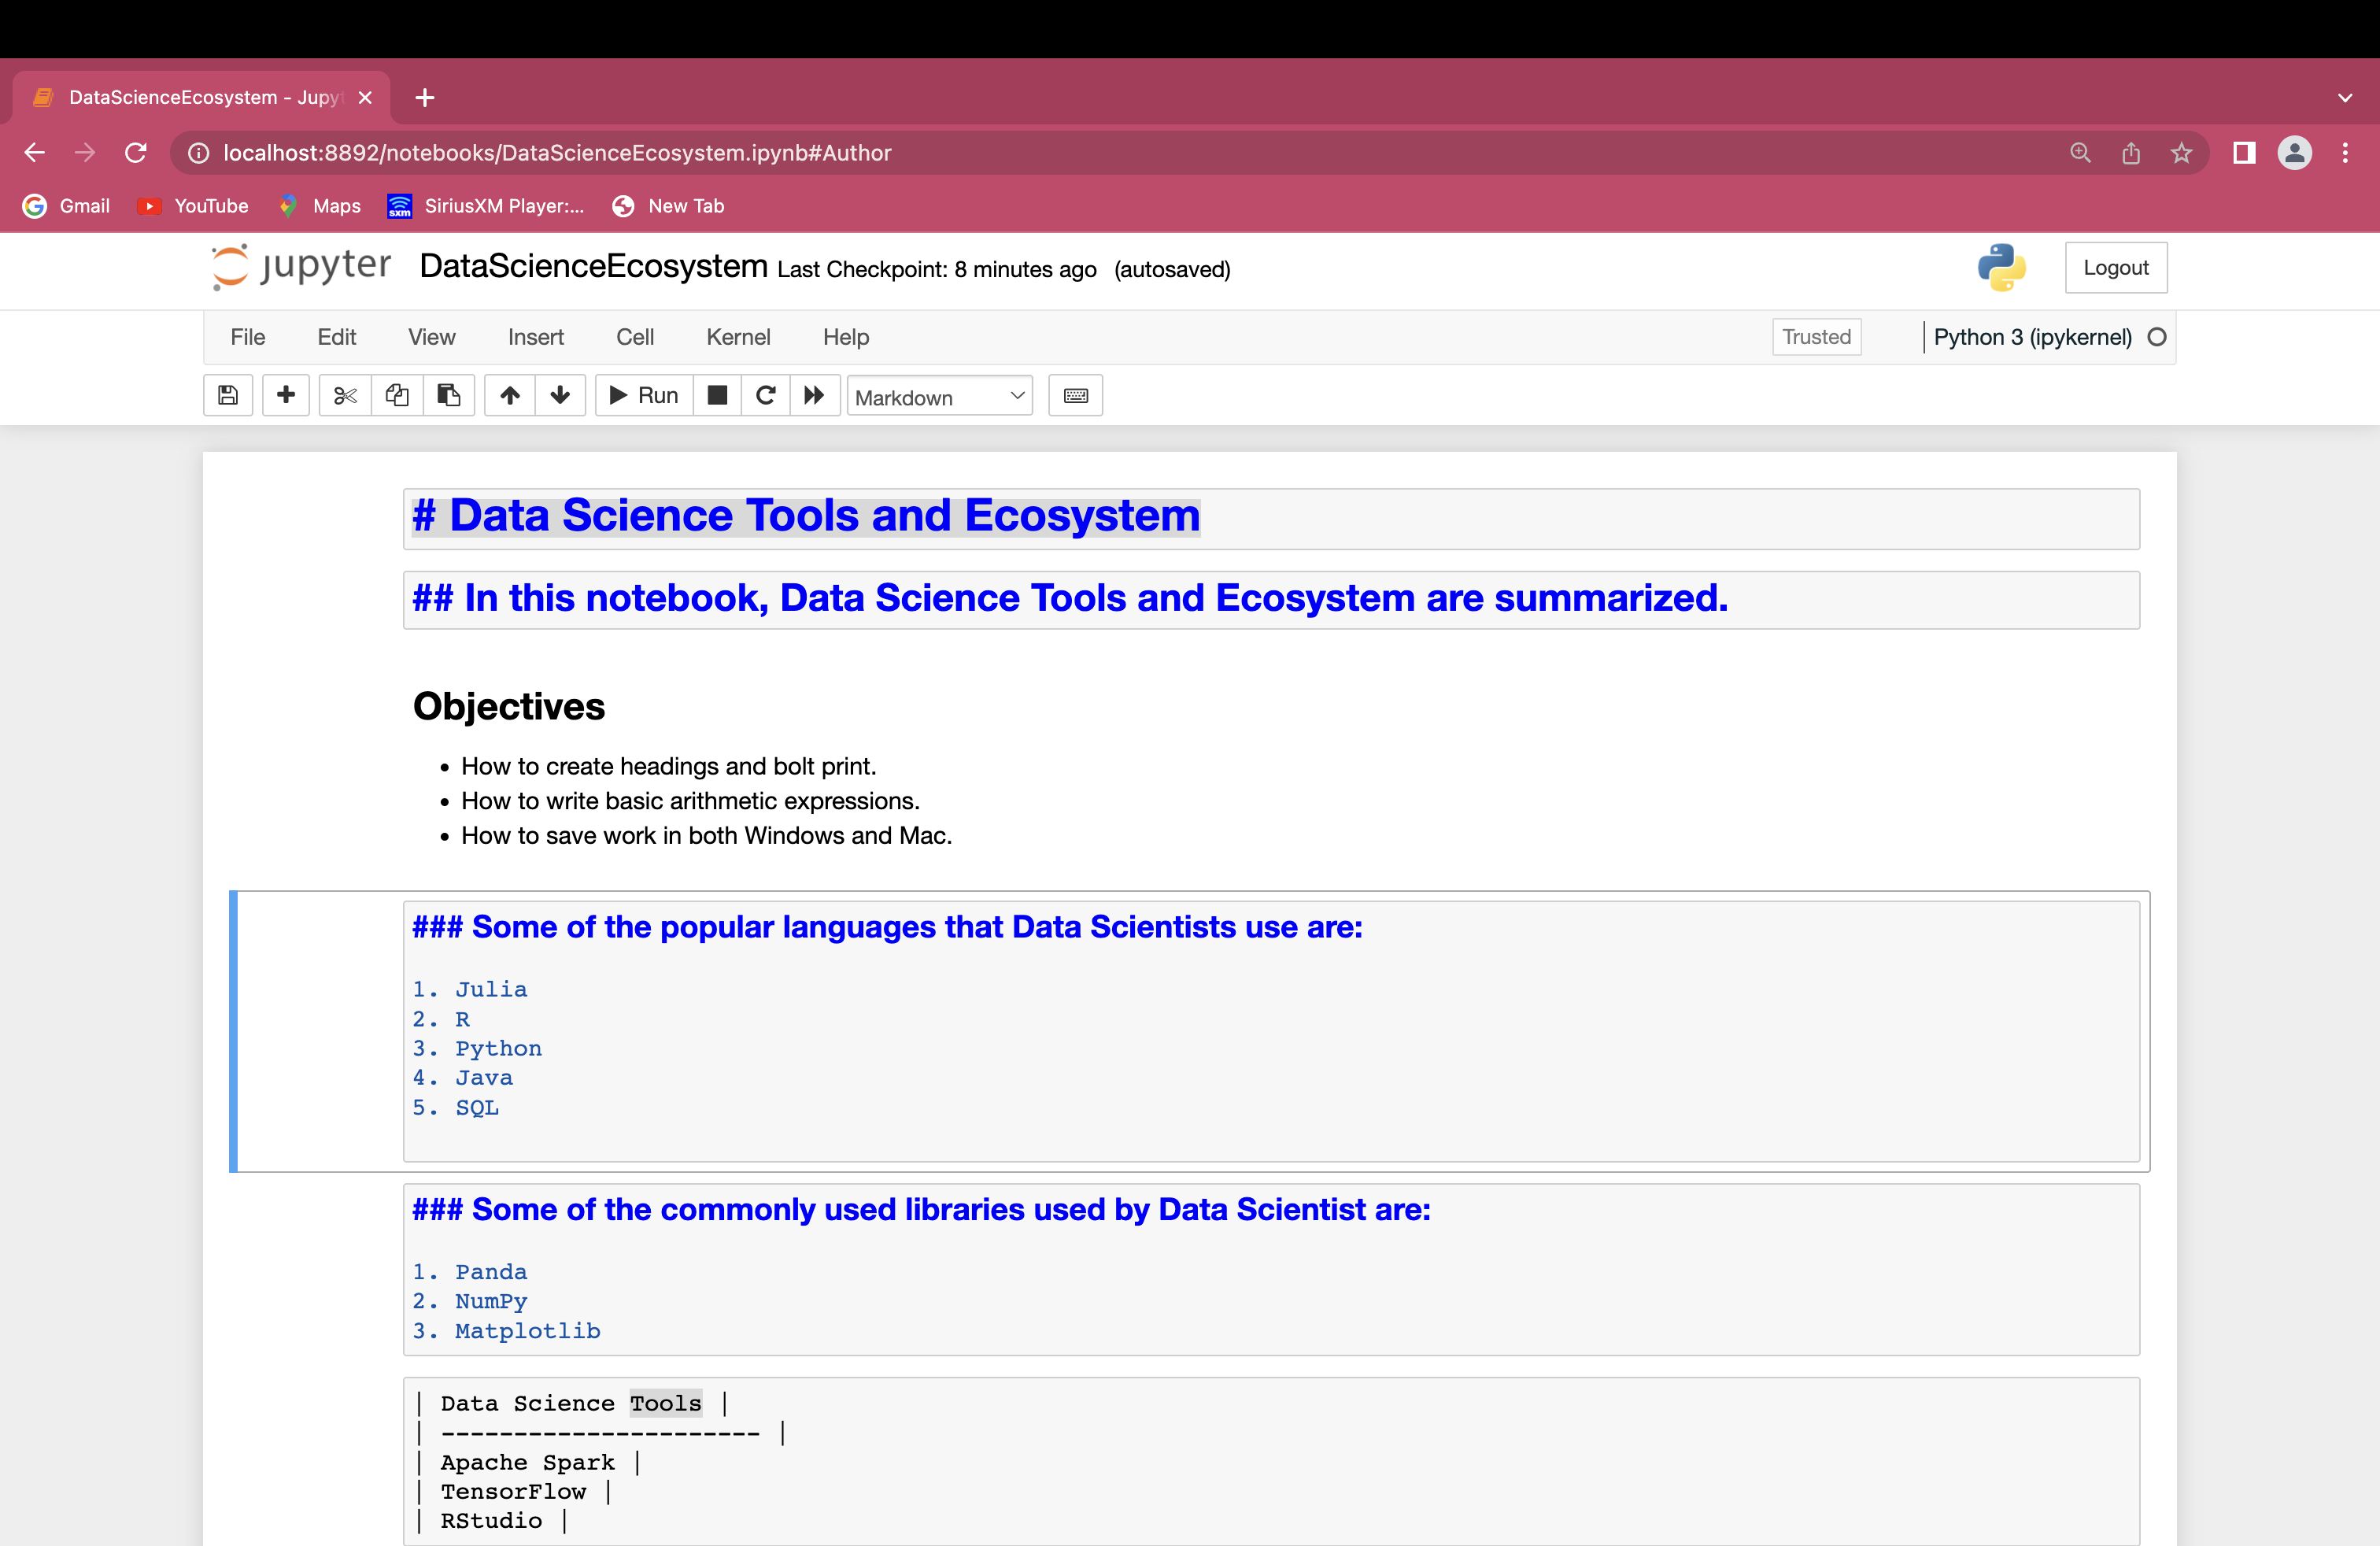 DataScienceEcosystem - Jupyt
localhost:8892/notebooks/DataScienceEcosystem.ipynb#Author
Gmail YouTube Maps sxm SiriusXM Player:... New Tab
jupyter DataScienceEcosystem Last Checkpoint: 8 minutes ago (autosaved) Logout
File Edit View Insert Cell Kernel Help Trusted Python 3 (ipykernel)
Run Markdown
# Data Science Tools and Ecosystem
## In this notebook, Data Science Tools and Ecosystem are summarized.
Objectives
• How to create headings and bolt print.
• How to write basic arithmetic expressions.
• How to save work in both Windows and Mac.
### Some of the popular languages that Data Scientists use are:
1. Julia
2. R
3. Python
4. Java
5. SQL
### Some of the commonly used libraries used by Data Scientist are:
1. Panda
2. NumPy
3. Matplotlib
| Data Science Tools |
| ---------------------- |
| Apache Spark |
| TensorFlow |
| RStudio |